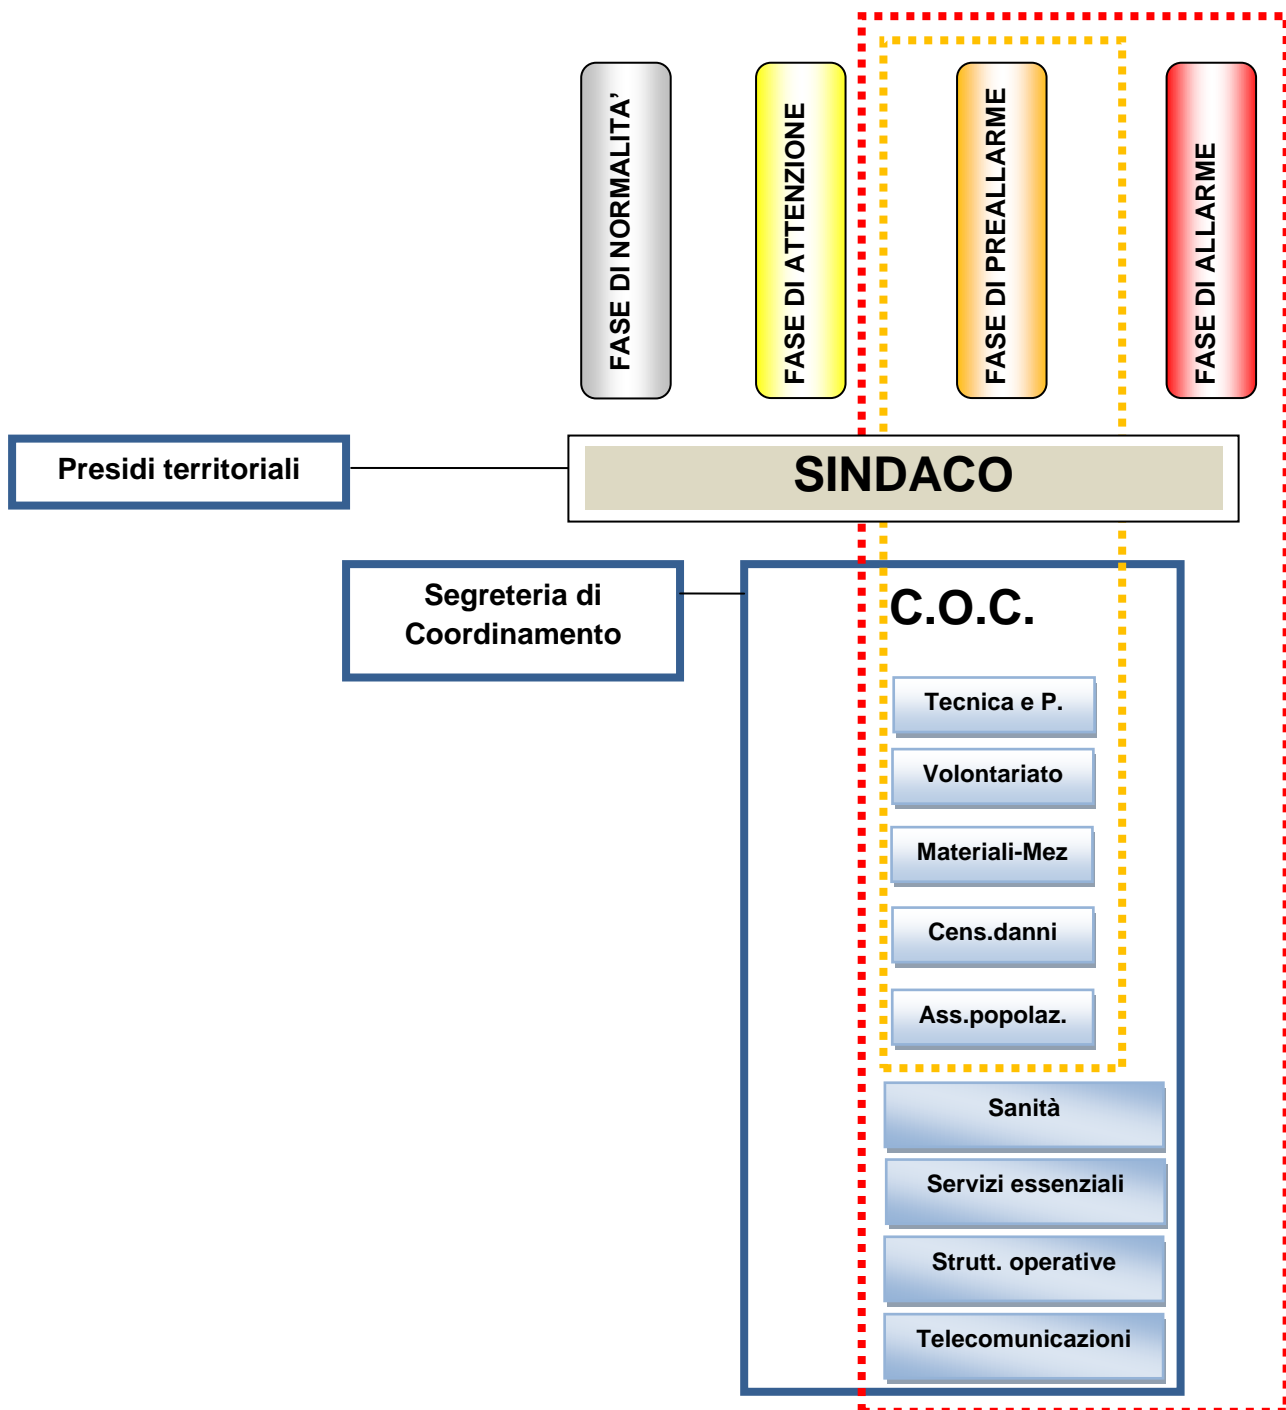 FASE DI NORMALITA’
FASE DI ATTENZIONE
FASE DI PREALLARME
FASE DI ALLARME
Presidi territoriali
SINDACO
Segreteria di
Coordinamento
C.O.C.
Tecnica e P.
Volontariato
Materiali-Mez
Cens.danni
Ass.popolaz.
Sanità
Servizi essenziali
Strutt. operative
Telecomunicazioni